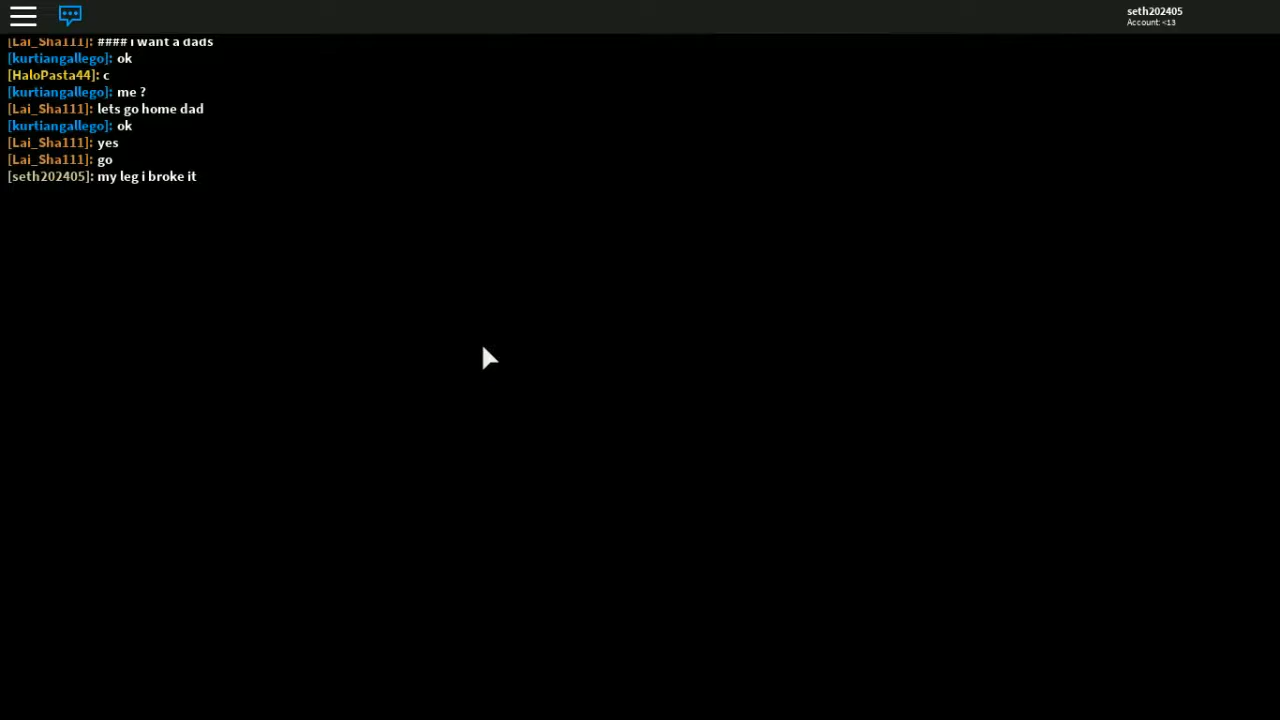 seth202405
Account: <13
[Lai_Sha111]: #### i want a dads
[kurtiangallego]: ok
[HaloPasta44]: c
[kurtiangallego]: me ?
[Lai_Sha111]: lets go home dad
[kurtiangallego]: ok
[Lai_Sha111]: yes
[Lai_Sha111]: go
[seth202405]: my leg i broke it